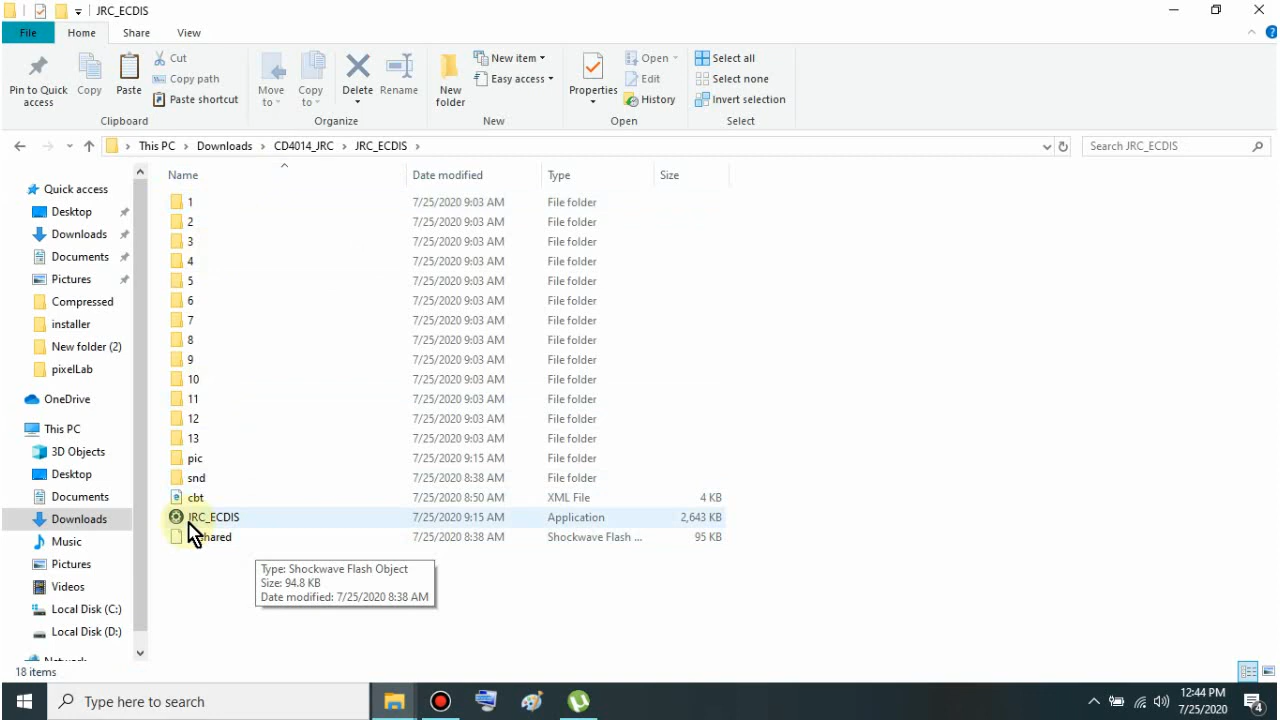 JRC_ECDIS
File Home Share View
Pin to Quick access
Copy
Paste
Cut
Copy path
Paste shortcut
Clipboard
Move to
Copy to
Delete
Rename
Organize
New folder
New item
Easy access
New
Properties
Open
Edit
History
Open
Select all
Select none
Invert selection
Select
This PC > Downloads > CD4014_JRC > JRC_ECDIS >
Search JRC_ECDIS
Quick access
Desktop
Downloads
Documents
Pictures
Compressed
installer
New folder (2)
pixelLab
OneDrive
This PC
3D Objects
Desktop
Documents
Downloads
Music
Pictures
Videos
Local Disk (C:)
Local Disk (D:)
Name Date modified Type Size
1 7/25/2020 9:03 AM File folder
2 7/25/2020 9:03 AM File folder
3 7/25/2020 9:03 AM File folder
4 7/25/2020 9:03 AM File folder
5 7/25/2020 9:03 AM File folder
6 7/25/2020 9:03 AM File folder
7 7/25/2020 9:03 AM File folder
8 7/25/2020 9:03 AM File folder
9 7/25/2020 9:03 AM File folder
10 7/25/2020 9:03 AM File folder
11 7/25/2020 9:03 AM File folder
12 7/25/2020 9:03 AM File folder
13 7/25/2020 9:03 AM File folder
pic 7/25/2020 9:15 AM File folder
snd 7/25/2020 8:38 AM File folder
cbt 7/25/2020 8:50 AM XML File 4 KB
JRC_ECDIS 7/25/2020 9:15 AM Application 2,643 KB
7/25/2020 8:38 AM Shockwave Flash ... 95 KB
Type: Shockwave Flash Object
Size: 94.8 KB
Date modified: 7/25/2020 8:38 AM
18 items
Type here to search
12:44 PM
7/25/2020
4